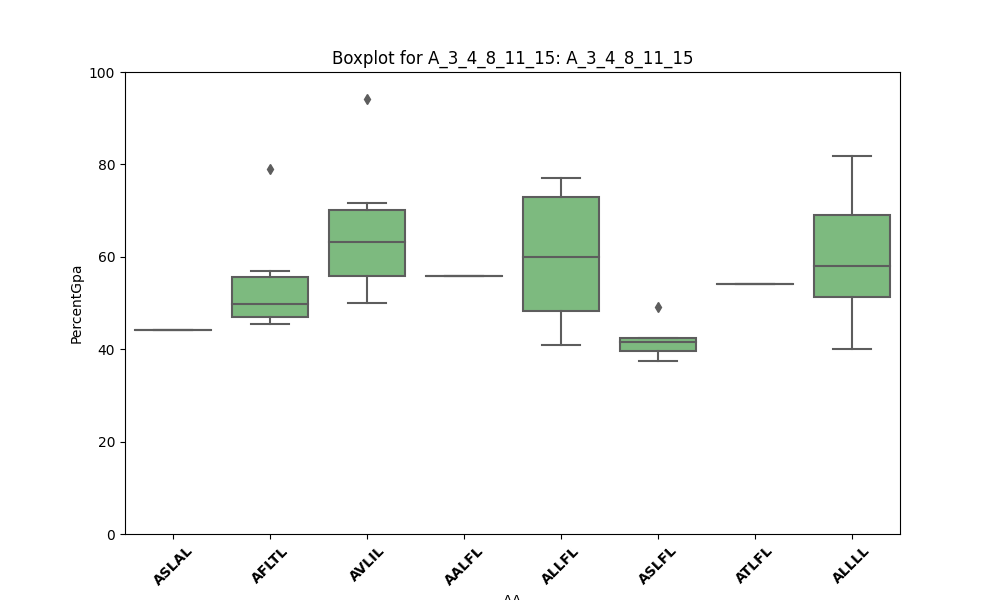 Boxplot for A_3_4_8_11_15: A_3_4_8_11_15
PercentGpa
100
80
60
40
20
0
ASLAL AFLTL AVLIL AALFL ALLFL ASLFL ATLFL ALLLL
AA